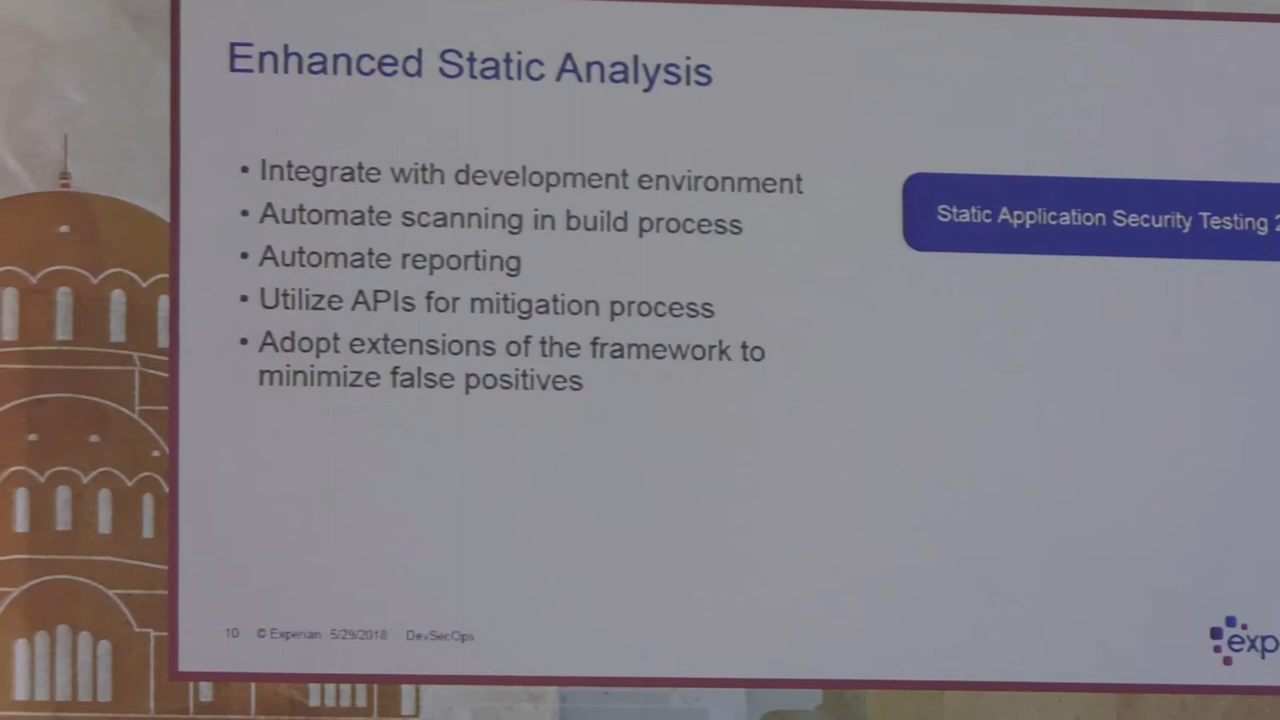 Enhanced Static Analysis
• Integrate with development environment
• Automate scanning in build process
• Automate reporting
• Utilize APIs for mitigation process
• Adopt extensions of the framework to
minimize false positives
Static Application Security Testing 2
10 © Experian 5/29/2018 DevSecOps
exp